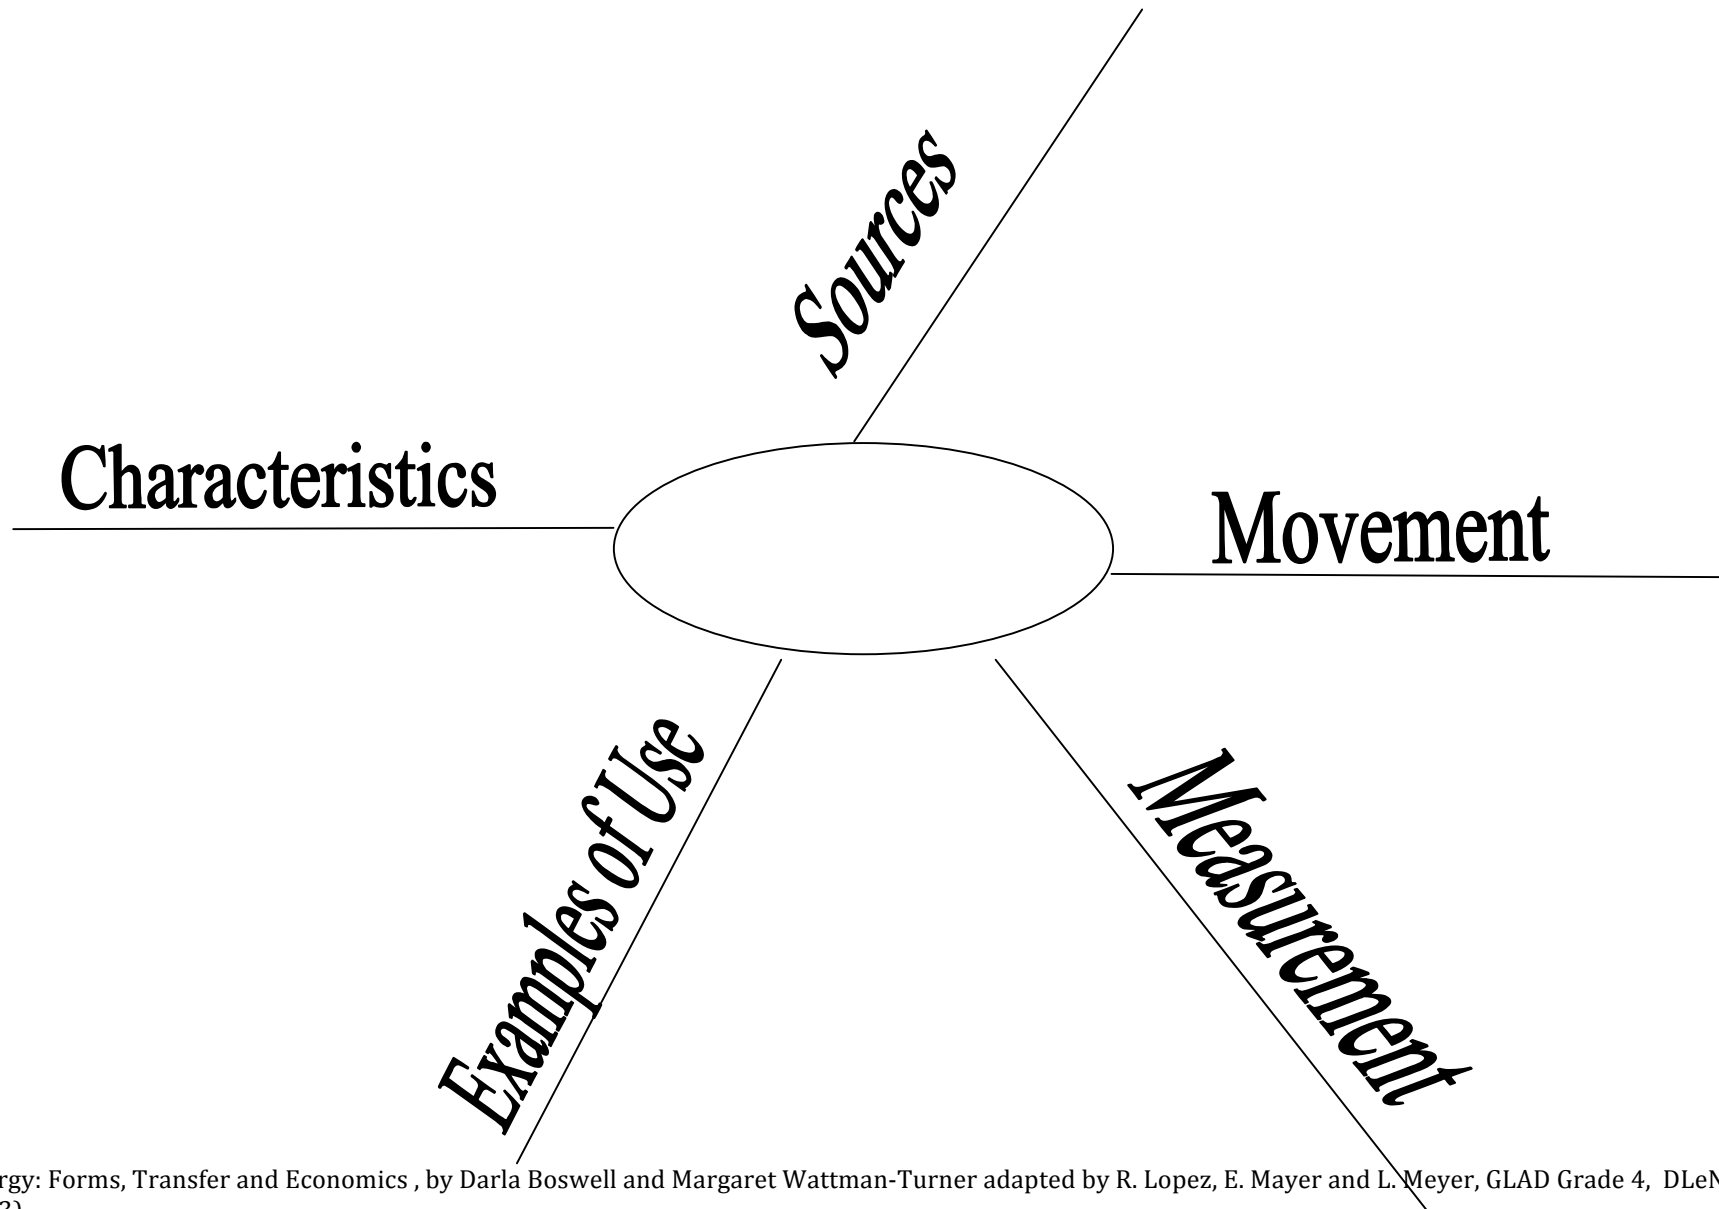 Sources
Characteristics
Movement
Examples of Use
Measurement
rgy: Forms, Transfer and Economics , by Darla Boswell and Margaret Wattman-Turner adapted by R. Lopez, E. Mayer and L. Meyer, GLAD Grade 4, DLeN
3)